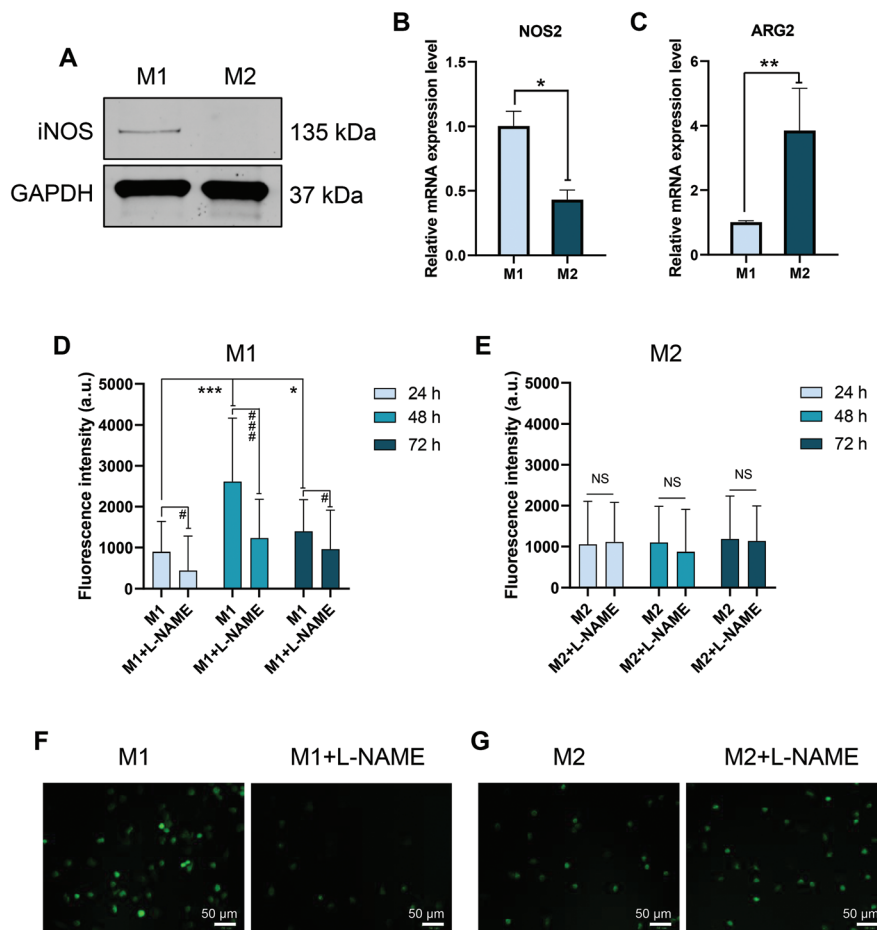 A
M1 M2
iNOS 135 kDa
GAPDH 37 kDa
B
NOS2
Relative mRNA expression level
1.5
1.0
0.5
0.0
*
M1 M2
C
ARG2
Relative mRNA expression level
6
4
2
0
**
M1 M2
D
M1
Fluorescence intensity (a.u.)
5000
4000
3000
2000
1000
0
*** *
#
###
#
24 h
48 h
72 h
M1
M1+L-NAME
M1
M1+L-NAME
M1
M1+L-NAME
E
M2
Fluorescence intensity (a.u.)
5000
4000
3000
2000
1000
0
NS NS NS
24 h
48 h
72 h
M2
M2+L-NAME
M2
M2+L-NAME
M2
M2+L-NAME
F
M1 M1+L-NAME
50 μm 50 μm
G
M2 M2+L-NAME
50 μm 50 μm